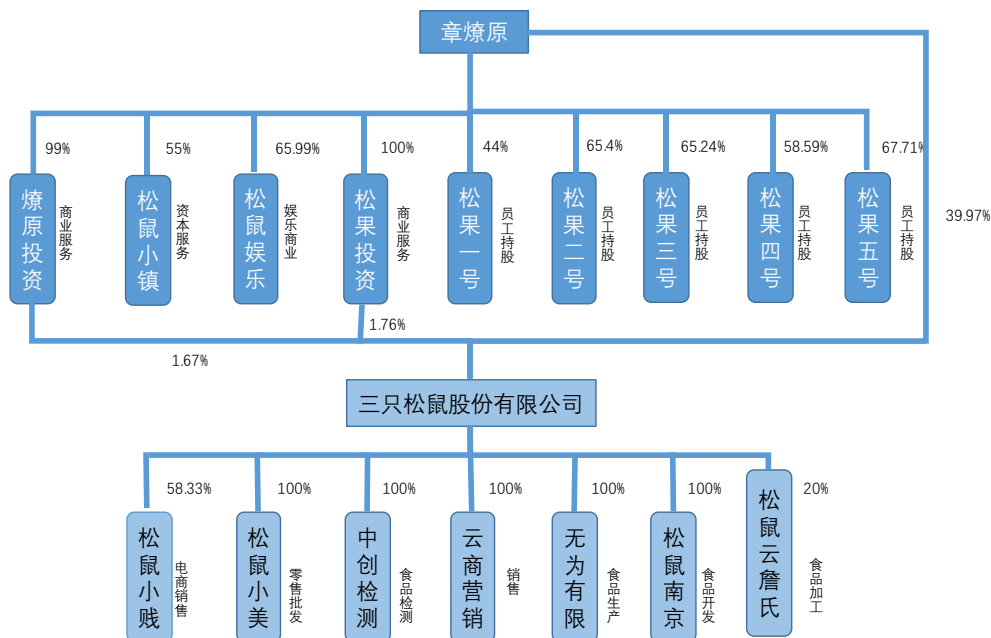 章燎原
99%
55%
65.99%
100%
44%
65.4%
65.24%
58.59%
67.71%
39.97%
燎原投资
商业服务
松鼠小镇
资本服务
松鼠娱乐
娱乐商业
松果投资
商业服务
松果一号
员工持股
松果二号
员工持股
松果三号
员工持股
松果四号
员工持股
松果五号
员工持股
1.76%
1.67%
三只松鼠股份有限公司
58.33%
100%
100%
100%
100%
100%
20%
松鼠小贱
电商销售
松鼠小美
零售批发
中创检测
食品检测
云商营销
销售
无为有限
食品生产
松鼠南京
食品开发
松鼠云詹氏
食品加工